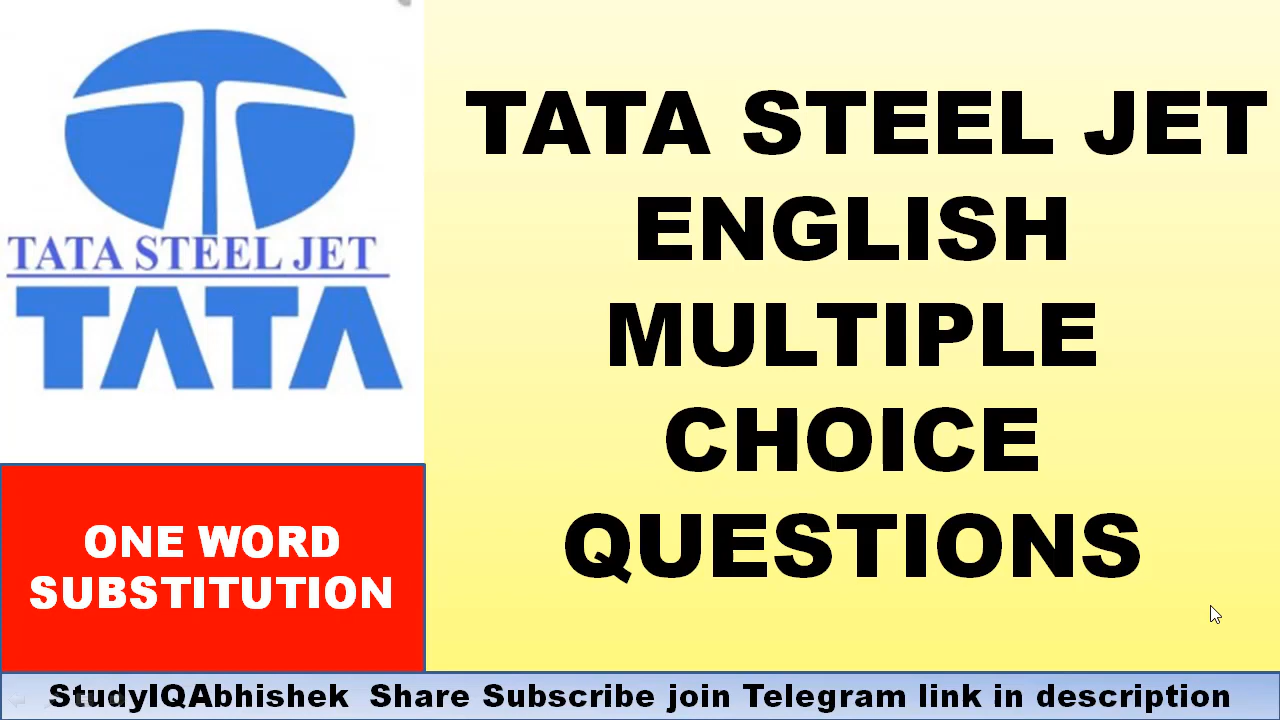 TATA STEEL JET
TATA
ONE WORD
SUBSTITUTION
TATA STEEL JET
ENGLISH
MULTIPLE
CHOICE
QUESTIONS
StudyIQAbhishek Share Subscribe join Telegram link in description